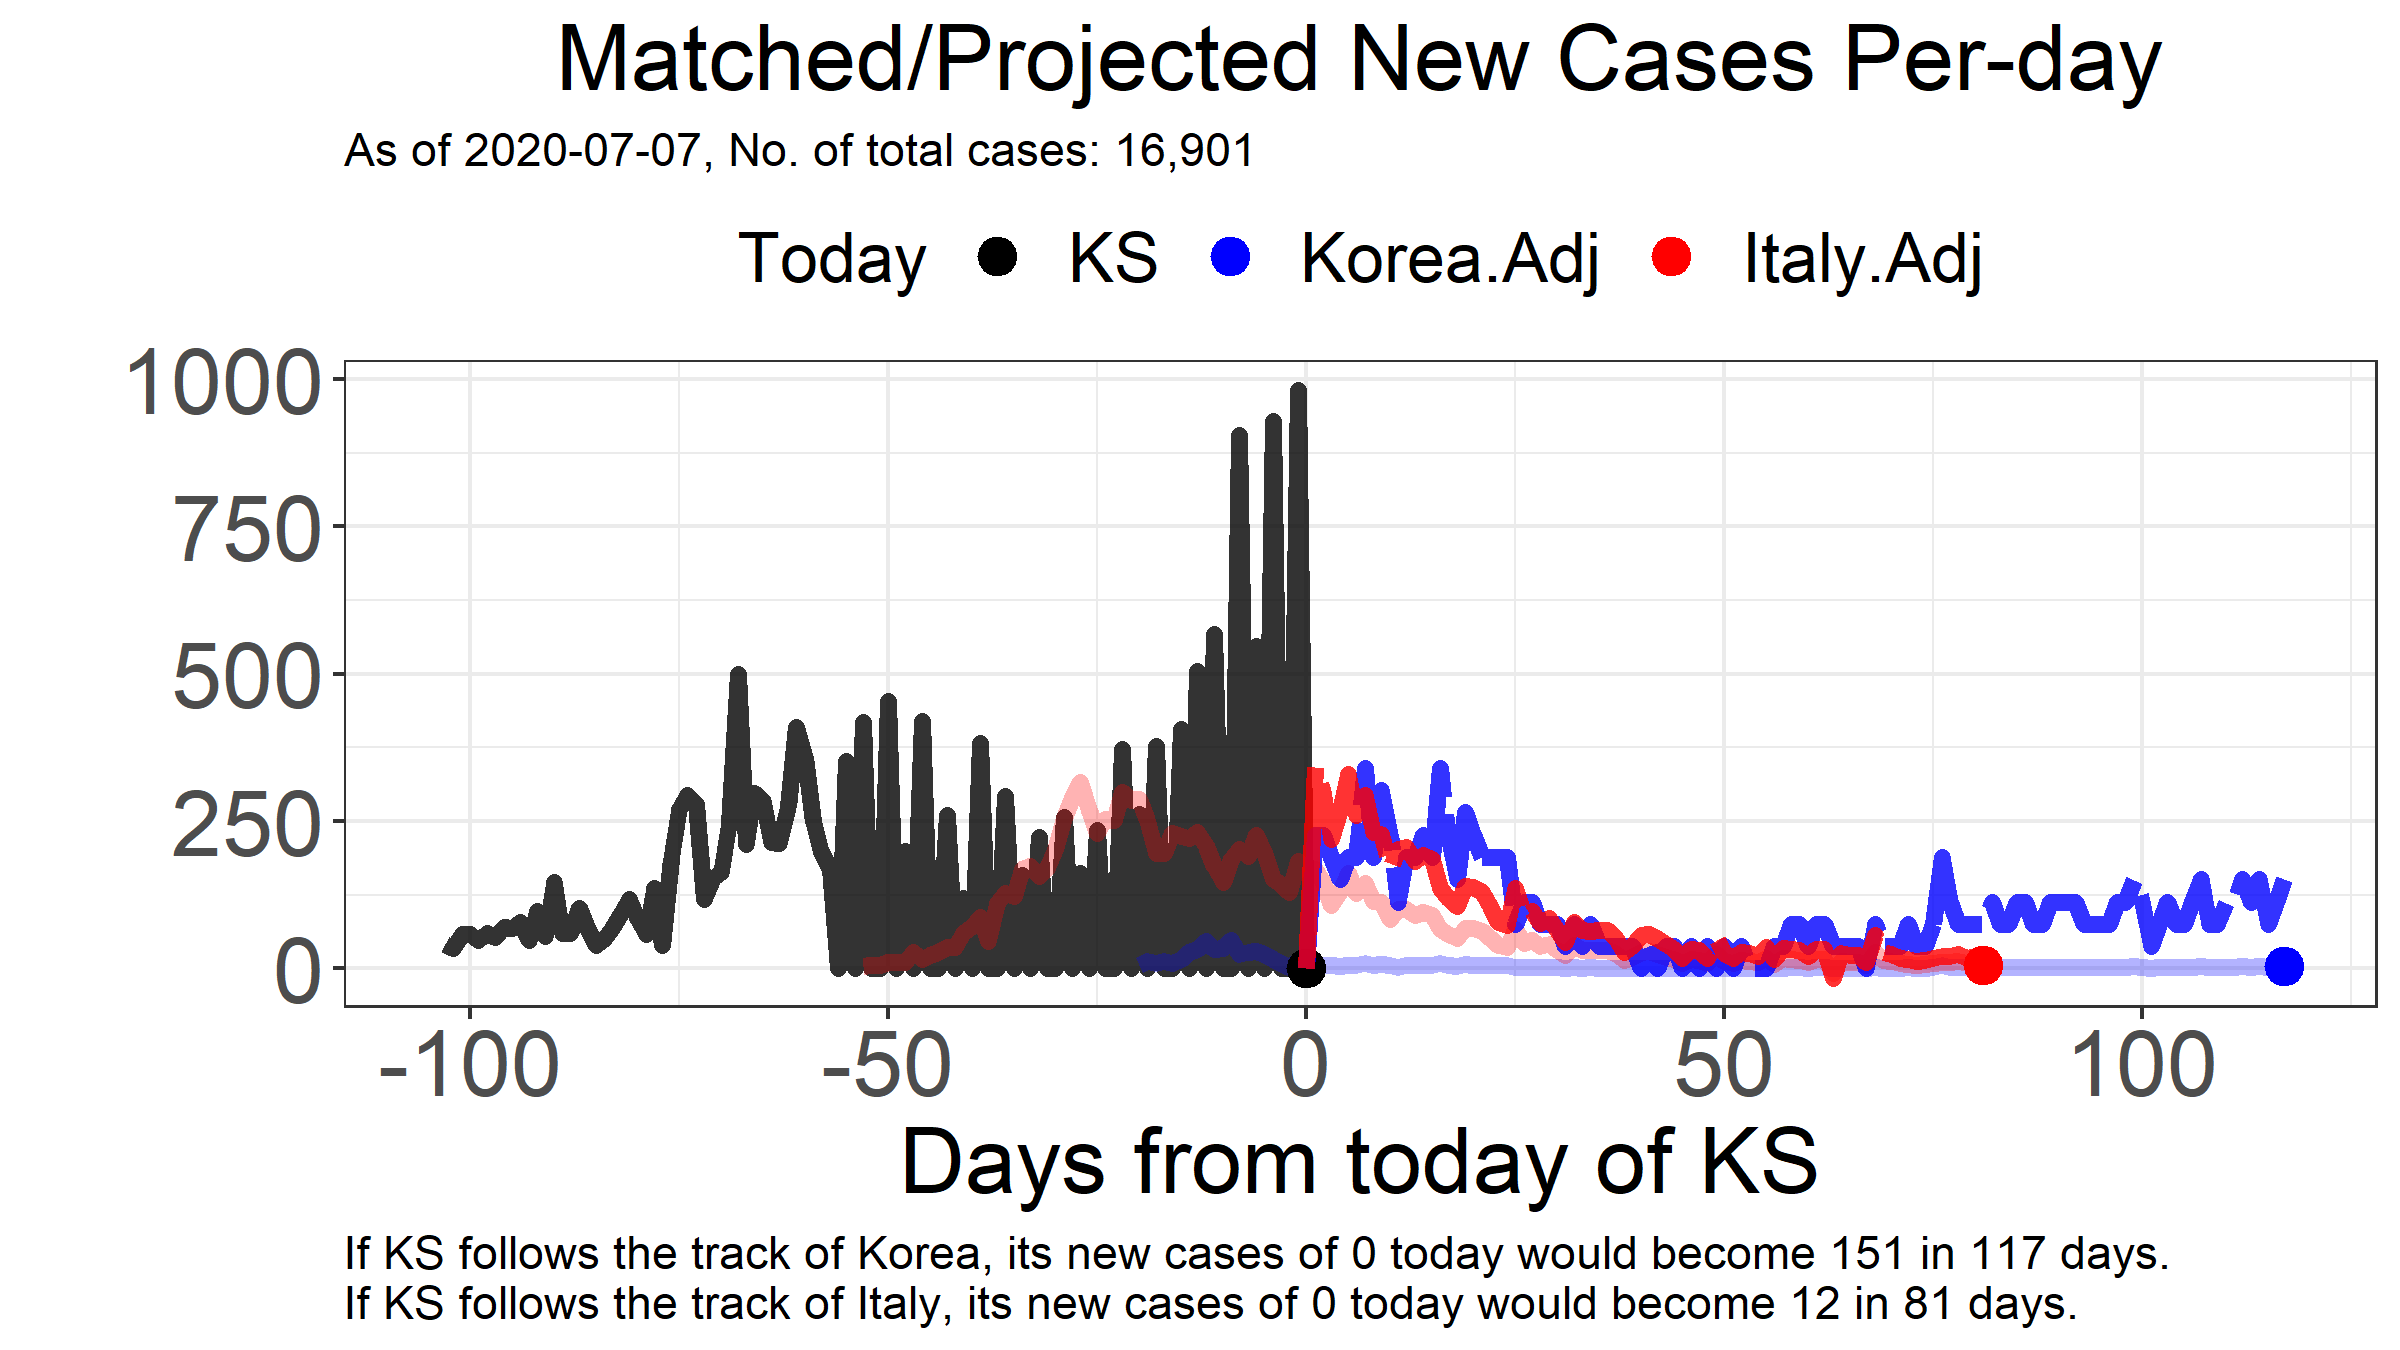 Matched/Projected New Cases Per-day
As of 2020-07-07, No. of total cases: 16,901
Today KS Korea.Adj Italy.Adj
1000
750
500
250
0
-100 -50 0 50 100
Days from today of KS
If KS follows the track of Korea, its new cases of 0 today would become 151 in 117 days.
If KS follows the track of Italy, its new cases of 0 today would become 12 in 81 days.